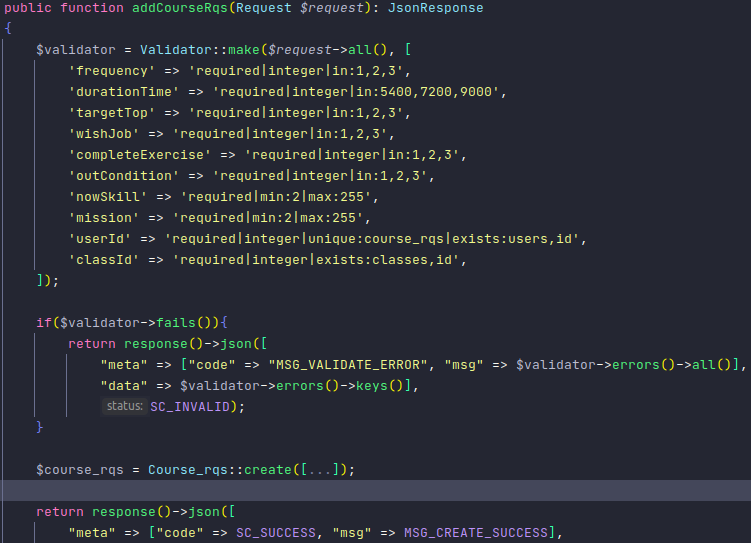 public function addCourseRqs(Request $request): JsonResponse
{
    $validator = Validator::make($request->all(), [
        'frequency' => 'required|integer|in:1,2,3',
        'durationTime' => 'required|integer|in:5400,7200,9000',
        'targetTop' => 'required|integer|in:1,2,3',
        'wishJob' => 'required|integer|in:1,2,3',
        'completeExercise' => 'required|integer|in:1,2,3',
        'outCondition' => 'required|integer|in:1,2,3',
        'nowSkill' => 'required|min:2|max:255',
        'mission' => 'required|min:2|max:255',
        'userId' => 'required|integer|unique:course_rqs|exists:users,id',
        'classId' => 'required|integer|exists:classes,id',
    ]);
    if($validator->fails()){
        return response()->json([
            "meta" => ["code" => "MSG_VALIDATE_ERROR", "msg" => $validator->errors()->all()],
            "data" => $validator->errors()->keys()],
            status: SC_INVALID);
    }
    $course_rqs = Course_rqs::create([...]);
    return response()->json([
        "meta" => ["code" => SC_SUCCESS, "msg" => MSG_CREATE_SUCCESS],